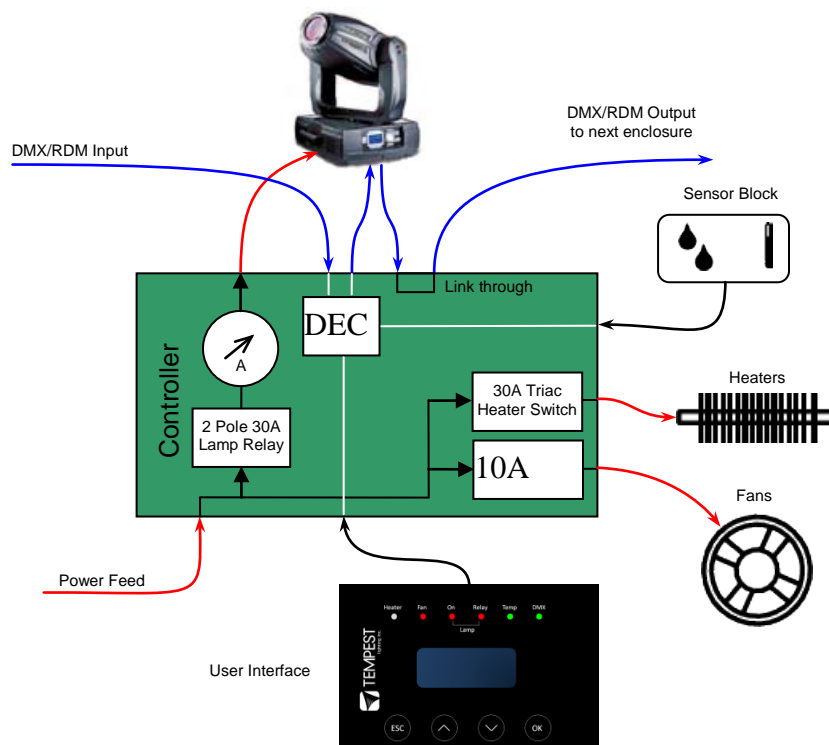 DMX/RDM Input
DMX/RDM Output
to next enclosure
Sensor Block
Link through
DEC
Controller
A
2 Pole 30A
Lamp Relay
30A Triac
Heater Switch
10A
Heaters
Fans
Power Feed
User Interface
Heater Fan On Relay Temp DMX
Lamp
TEMPEST
Lighting Inc.
ESC OK